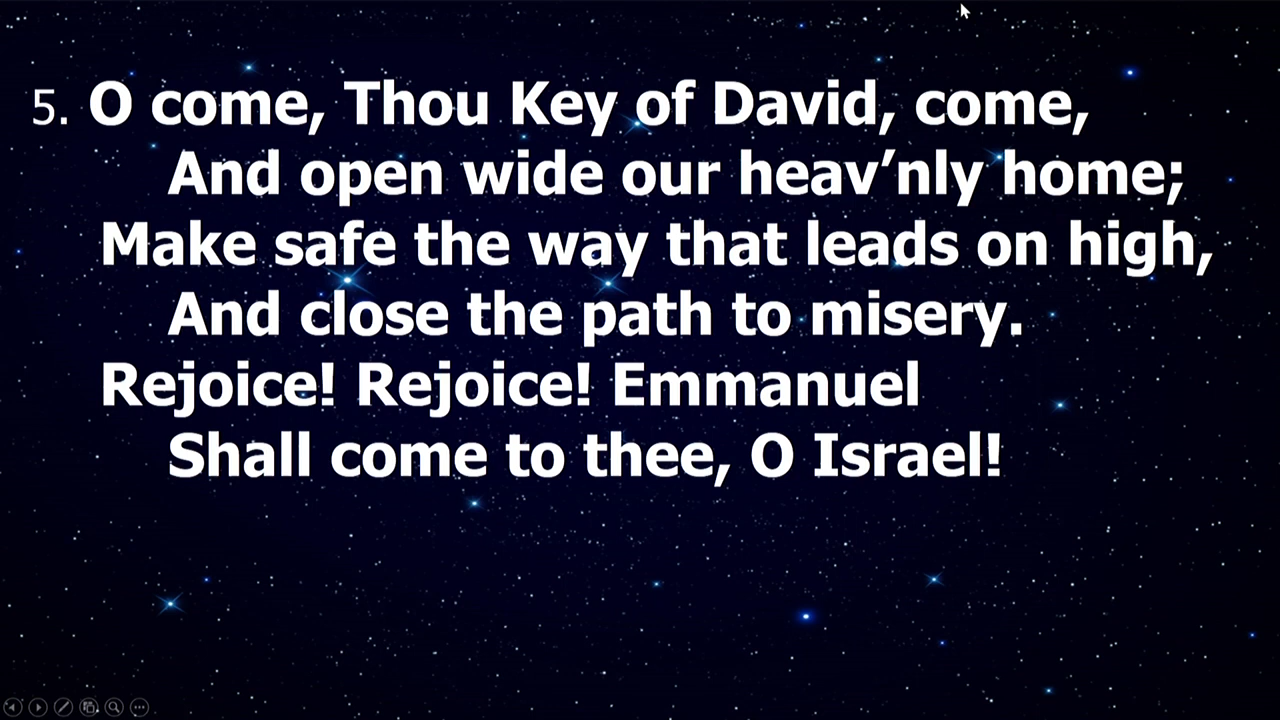 5. O come, Thou Key of David, come,
And open wide our heav’nly home;
Make safe the way that leads on high,
And close the path to misery.
Rejoice! Rejoice! Emmanuel
Shall come to thee, O Israel!